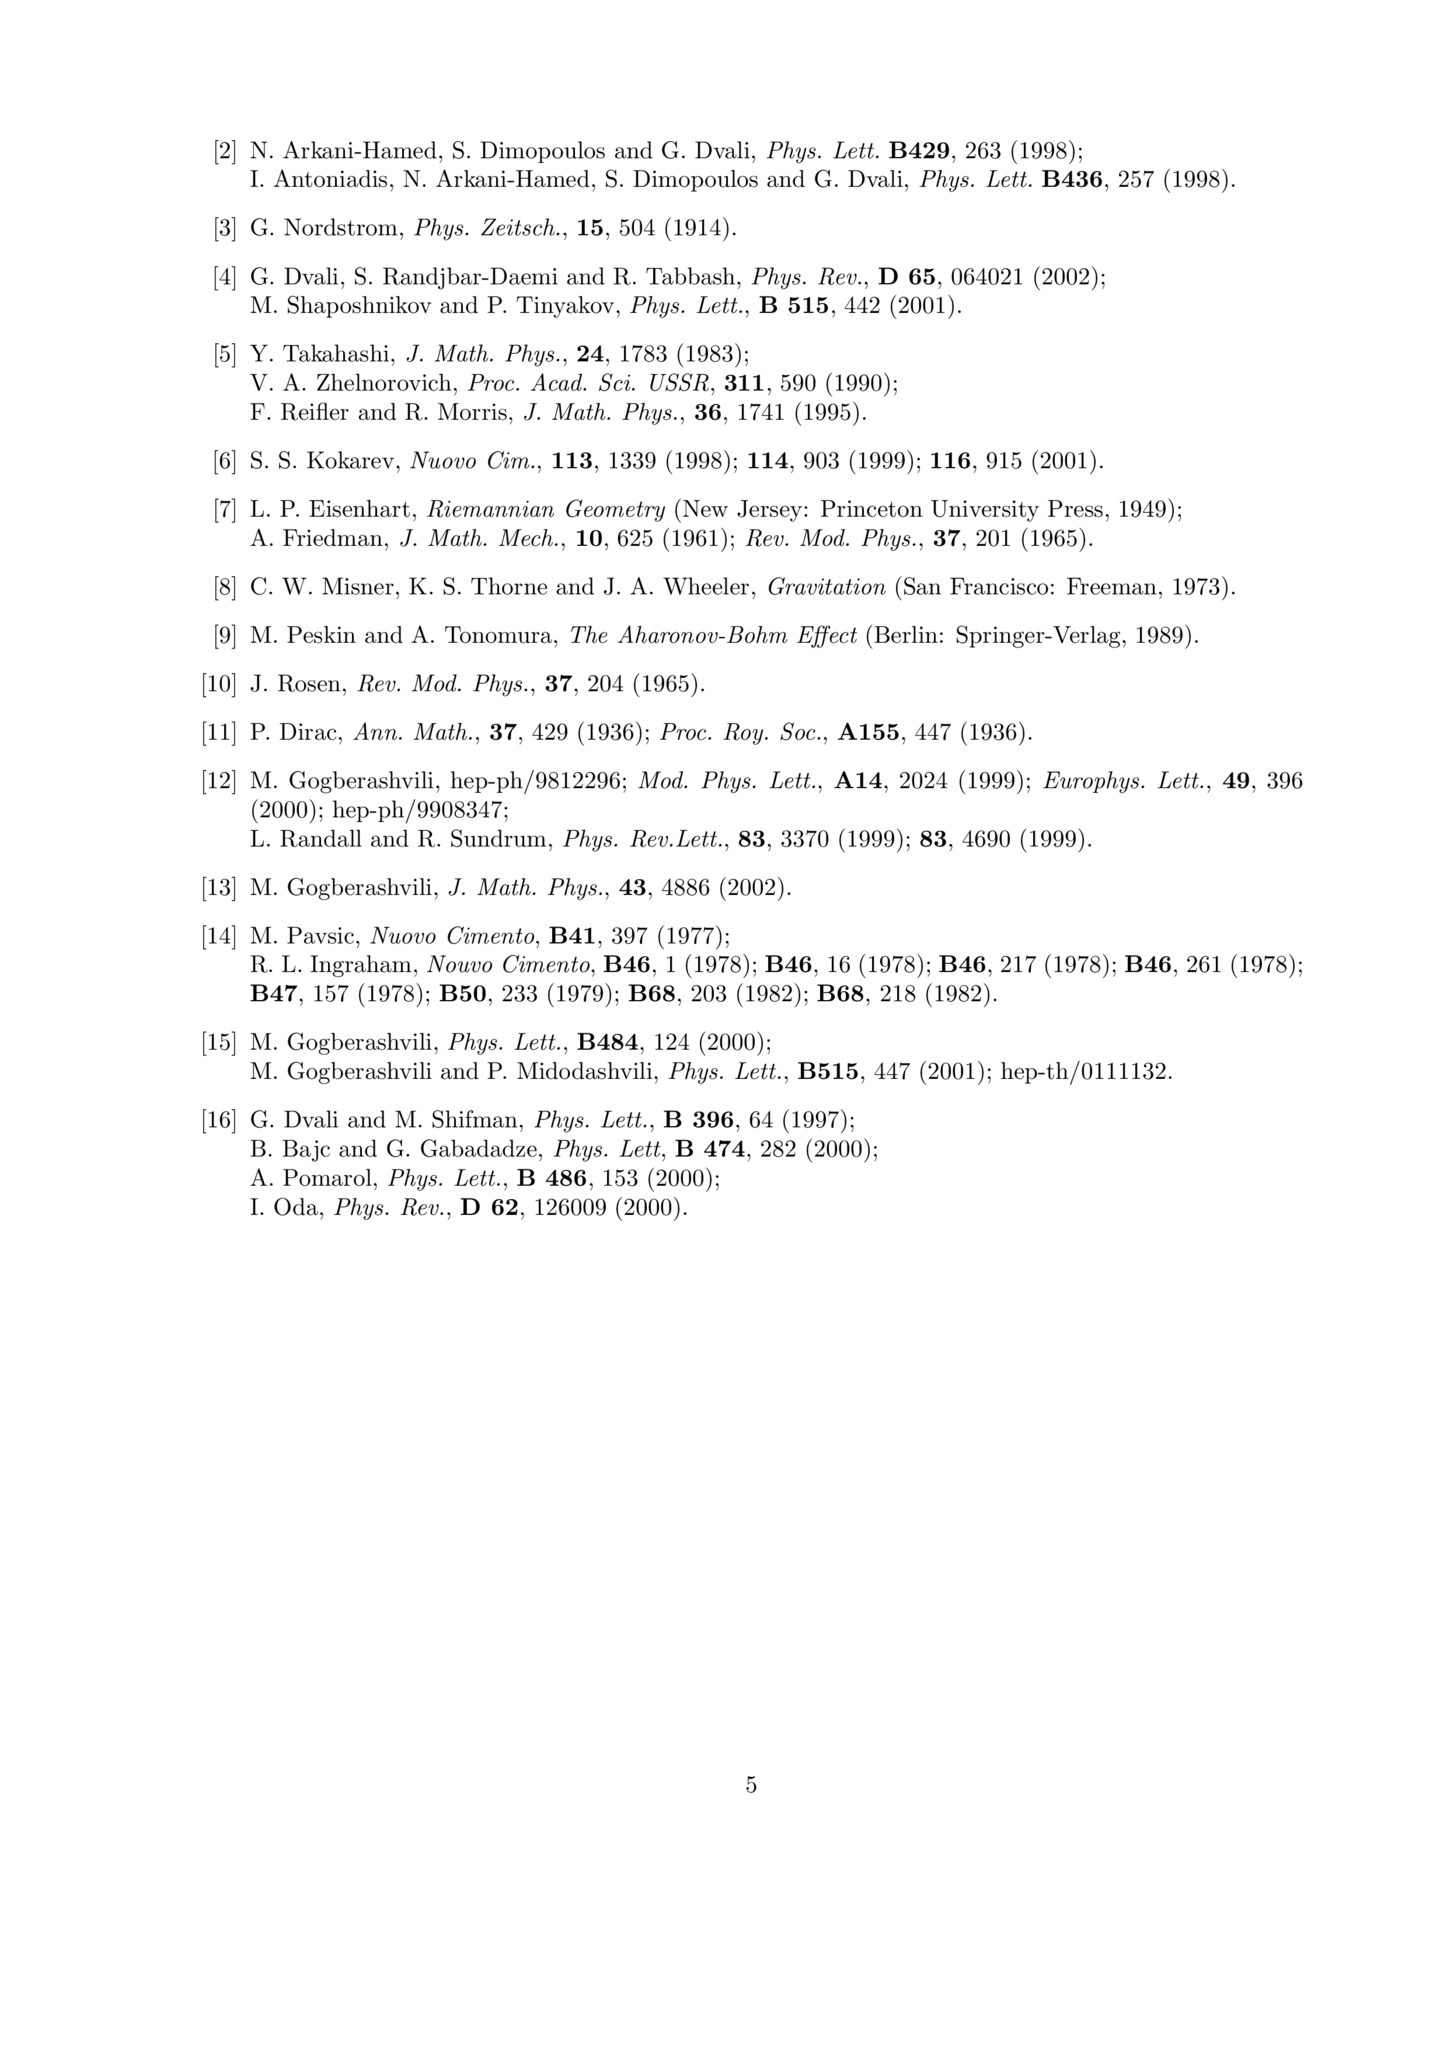 [2] N. Arkani-Hamed, S. Dimopoulos and G. Dvali, Phys. Lett. B429, 263 (1998);
I. Antoniadis, N. Arkani-Hamed, S. Dimopoulos and G. Dvali, Phys. Lett. B436, 257 (1998).
[3] G. Nordstrom, Phys. Zeitsch., 15, 504 (1914).
[4] G. Dvali, S. Randjbar-Daemi and R. Tabbash, Phys. Rev., D 65, 064021 (2002);
M. Shaposhnikov and P. Tinyakov, Phys. Lett., B 515, 442 (2001).
[5] Y. Takahashi, J. Math. Phys., 24, 1783 (1983);
V. A. Zhelnorovich, Proc. Acad. Sci. USSR, 311, 590 (1990);
F. Reifler and R. Morris, J. Math. Phys., 36, 1741 (1995).
[6] S. S. Kokarev, Nuovo Cim., 113, 1339 (1998); 114, 903 (1999); 116, 915 (2001).
[7] L. P. Eisenhart, Riemannian Geometry (New Jersey: Princeton University Press, 1949);
A. Friedman, J. Math. Mech., 10, 625 (1961); Rev. Mod. Phys., 37, 201 (1965).
[8] C. W. Misner, K. S. Thorne and J. A. Wheeler, Gravitation (San Francisco: Freeman, 1973).
[9] M. Peskin and A. Tonomura, The Aharonov-Bohm Effect (Berlin: Springer-Verlag, 1989).
[10] J. Rosen, Rev. Mod. Phys., 37, 204 (1965).
[11] P. Dirac, Ann. Math., 37, 429 (1936); Proc. Roy. Soc., A155, 447 (1936).
[12] M. Gogberashvili, hep-ph/9812296; Mod. Phys. Lett., A14, 2024 (1999); Europhys. Lett., 49, 396
(2000); hep-ph/9908347;
L. Randall and R. Sundrum, Phys. Rev.Lett., 83, 3370 (1999); 83, 4690 (1999).
[13] M. Gogberashvili, J. Math. Phys., 43, 4886 (2002).
[14] M. Pavsic, Nuovo Cimento, B41, 397 (1977);
R. L. Ingraham, Nouvo Cimento, B46, 1 (1978); B46, 16 (1978); B46, 217 (1978); B46, 261 (1978);
B47, 157 (1978); B50, 233 (1979); B68, 203 (1982); B68, 218 (1982).
[15] M. Gogberashvili, Phys. Lett., B484, 124 (2000);
M. Gogberashvili and P. Midodashvili, Phys. Lett., B515, 447 (2001); hep-th/0111132.
[16] G. Dvali and M. Shifman, Phys. Lett., B 396, 64 (1997);
B. Bajc and G. Gabadadze, Phys. Lett, B 474, 282 (2000);
A. Pomarol, Phys. Lett., B 486, 153 (2000);
I. Oda, Phys. Rev., D 62, 126009 (2000).
5